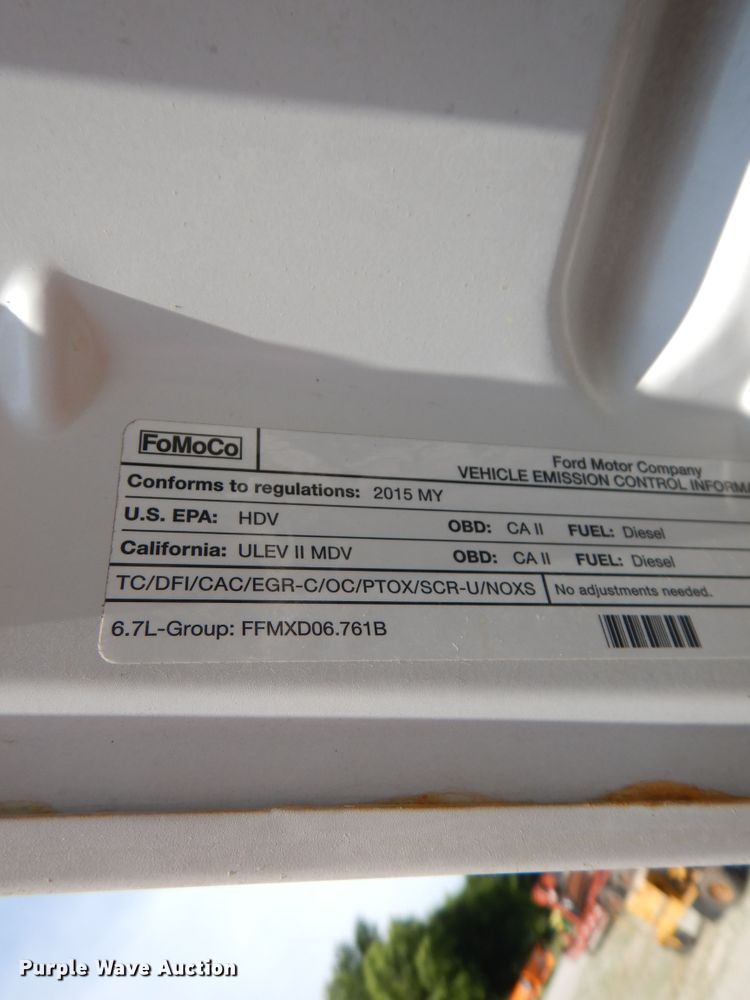 FoMoCo
Ford Motor Company
VEHICLE EMISSION CONTROL
Conforms to regulations: 2015 MY
U.S. EPA: HDV OBD: CA II FUEL: Diesel
California: ULEV II MDV OBD: CA II FUEL: Diesel
TC/DFI/CAC/EGR-C/OC/PTOX/SCR-U/NOXS No adjustments needed.
6.7L-Group: FFMXD06.761B
Purple Wave Auction